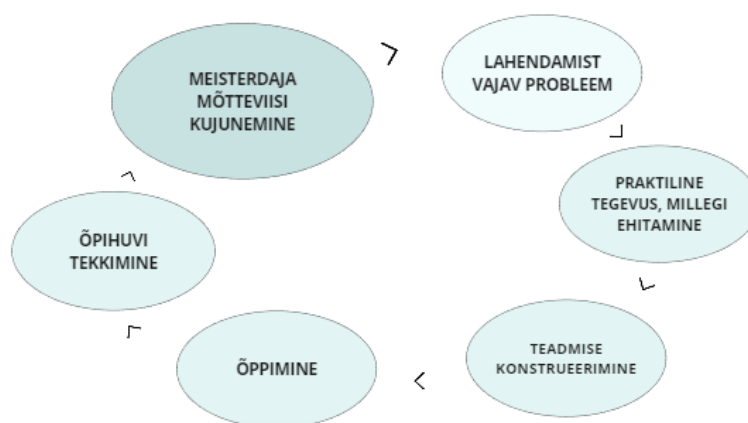 MEISTERDAJA
MÕTTEVIISI
KUJUNEMINE
LAHENDAMIST
VAJAV PROBLEEM
PRAKTILINE
TEGEVUS, MILLEGI
EHITAMINE
TEADMISE
KONSTRUEERIMINE
ÕPPIMINE
ÕPIHUVI
TEKKIMINE